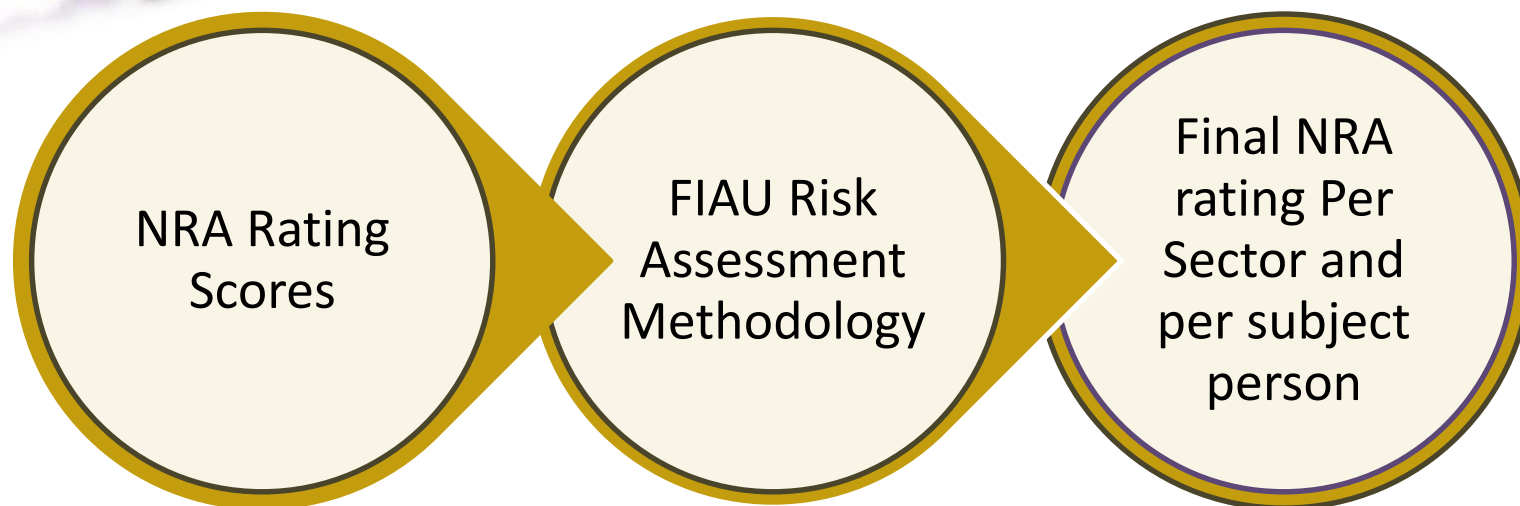 NRA Rating
Scores
FIAU Risk
Assessment
Methodology
Final NRA
rating Per
Sector and
per subject
person